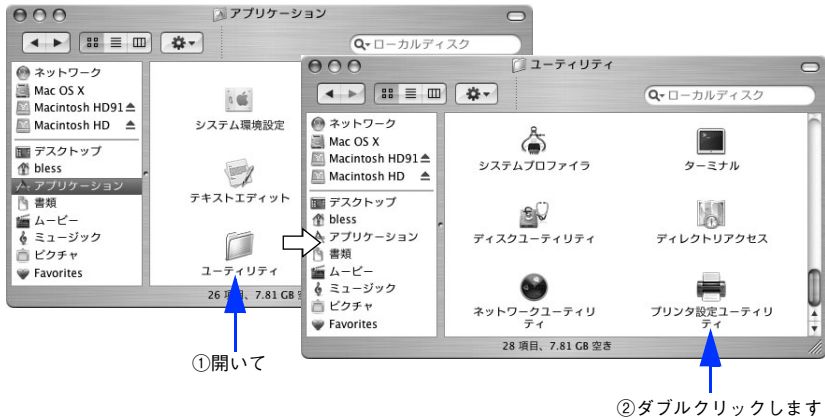 アプリケーション
ローカルディスク
ネットワーク
Mac OS X
Macintosh HD91
Macintosh HD
デスクトップ
bless
アプリケーション
書類
ムービー
ミュージック
ピクチャ
Favorites
システム環境設定
テキストエディット
ユーティリティ
26 項目、7.81 GB
①開いて
ユーティリティ
ローカルディスク
ネットワーク
Mac OS X
Macintosh HD91
Macintosh HD
デスクトップ
bless
アプリケーション
書類
ムービー
ミュージック
ピクチャ
Favorites
システムプロファイラ
ターミナル
ディスクユーティリティ
ディレクトリアクセス
ネットワークユーティリ
ティ
プリンタ設定ユーティリ
ティ
28 項目、7.81 GB 空き
②ダブルクリックします